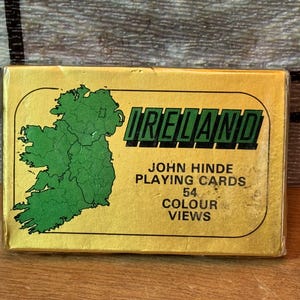 IRELAND
JOHN HINDE
PLAYING CARDS
54
COLOUR
VIEWS